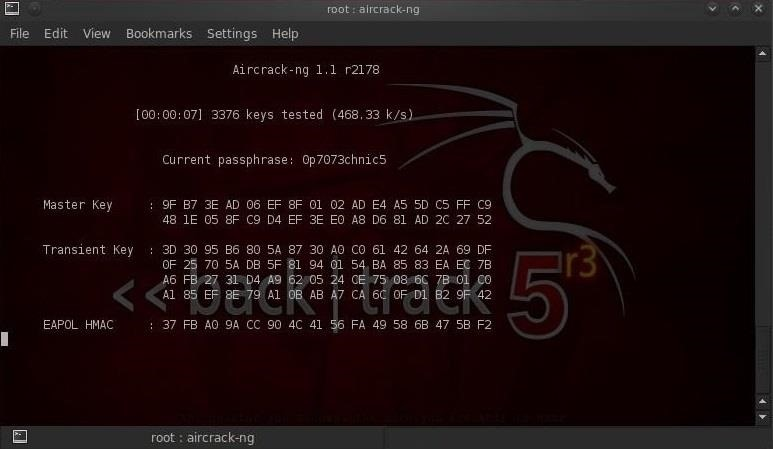 root : aircrack-ng
File Edit View Bookmarks Settings Help
Aircrack-ng 1.1 r2178
[00:00:07] 3376 keys tested (468.33 k/s)
Current passphrase: 0p7073chnic5
Master Key : 9F B7 3E AD 06 EF 8F 01 02 AD E4 A5 5D C5 FF C9
48 1E 05 8F C9 D4 EF 3E E0 A8 D6 81 AD 2C 27 52
Transient Key : 3D 30 95 B6 80 5A 87 30 A0 C0 61 42 64 2A 69 DF
0F 25 70 5A DB 5F 81 94 01 54 BA 85 83 EA EC 7B
A6 FB 27 31 D4 A9 62 05 24 CE 15 08 C6 7B 07 C0
A1 85 EF 8E 79 A1 0B AB A7 CA 6C 0F D1 B2 9F 42
EAPOL HMAC : 37 FB A0 9A CC 90 4C 41 56 FA 49 58 6B 47 5B F2
<< back | track 5 r3
root : aircrack-ng